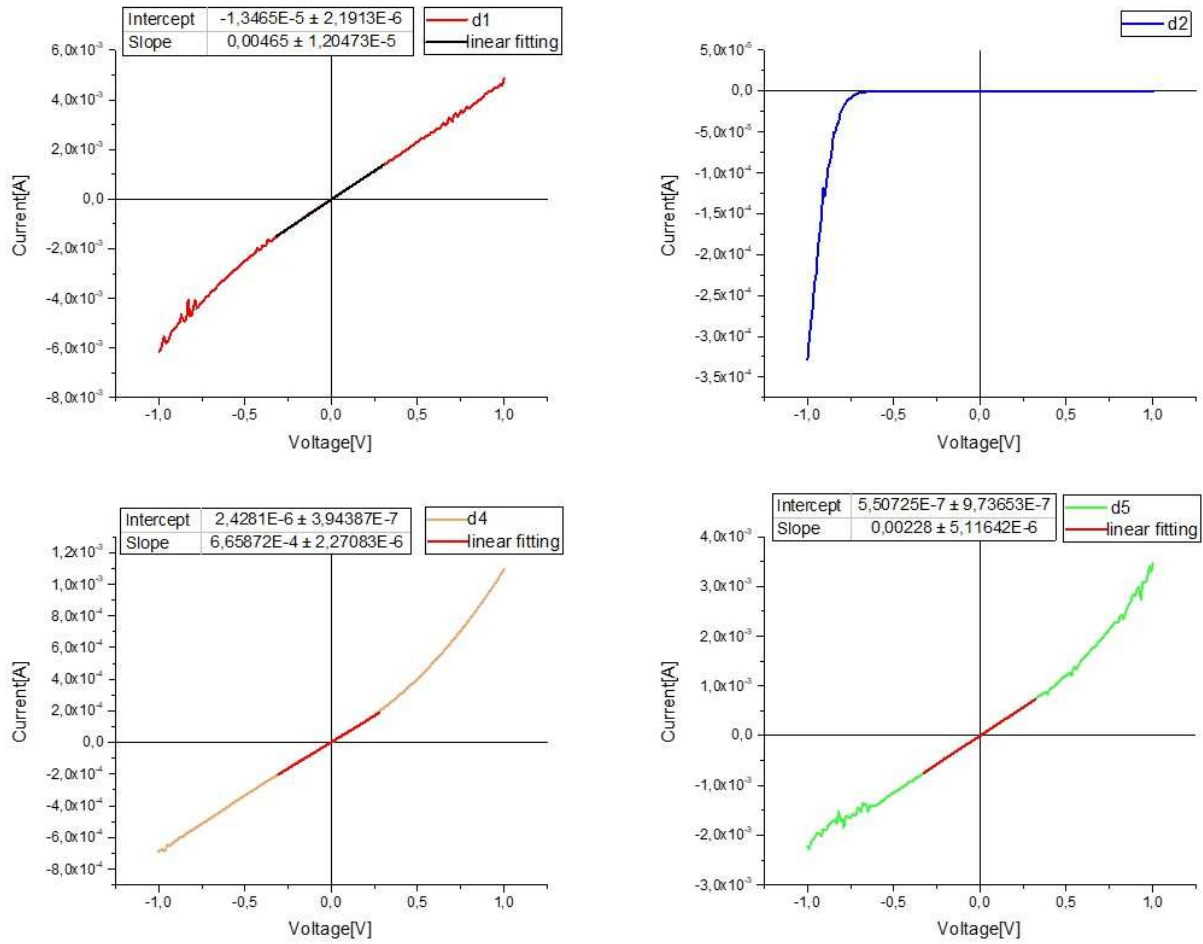 Intercept -1,3465E-5 ± 2,1913E-6
Slope 0,00465 ± 1,20473E-5
d1
linear fitting
6,0x10⁻³
4,0x10⁻³
2,0x10⁻³
0,0
-2,0x10⁻³
-4,0x10⁻³
-6,0x10⁻³
-8,0x10⁻³
Current[A]
-1,0 -0,5 0,0 0,5 1,0
Voltage[V]
d2
5,0x10⁻⁵
0,0
-5,0x10⁻⁵
-1,0x10⁻⁴
-1,5x10⁻⁴
-2,0x10⁻⁴
-2,5x10⁻⁴
-3,0x10⁻⁴
-3,5x10⁻⁴
Current[A]
-1,0 -0,5 0,0 0,5 1,0
Voltage[V]
Intercept 2,4281E-6 ± 3,94387E-7
Slope 6,65872E-4 ± 2,27083E-6
d4
linear fitting
1,2x10⁻³
1,0x10⁻³
8,0x10⁻⁴
6,0x10⁻⁴
4,0x10⁻⁴
2,0x10⁻⁴
0,0
-2,0x10⁻⁴
-4,0x10⁻⁴
-6,0x10⁻⁴
-8,0x10⁻⁴
Current[A]
-1,0 -0,5 0,0 0,5 1,0
Voltage[V]
Intercept 5,50725E-7 ± 9,73653E-7
Slope 0,00228 ± 5,11642E-6
d5
linear fitting
4,0x10⁻³
3,0x10⁻³
2,0x10⁻³
1,0x10⁻³
0,0
-1,0x10⁻³
-2,0x10⁻³
-3,0x10⁻³
Current[A]
-1,0 -0,5 0,0 0,5 1,0
Voltage[V]